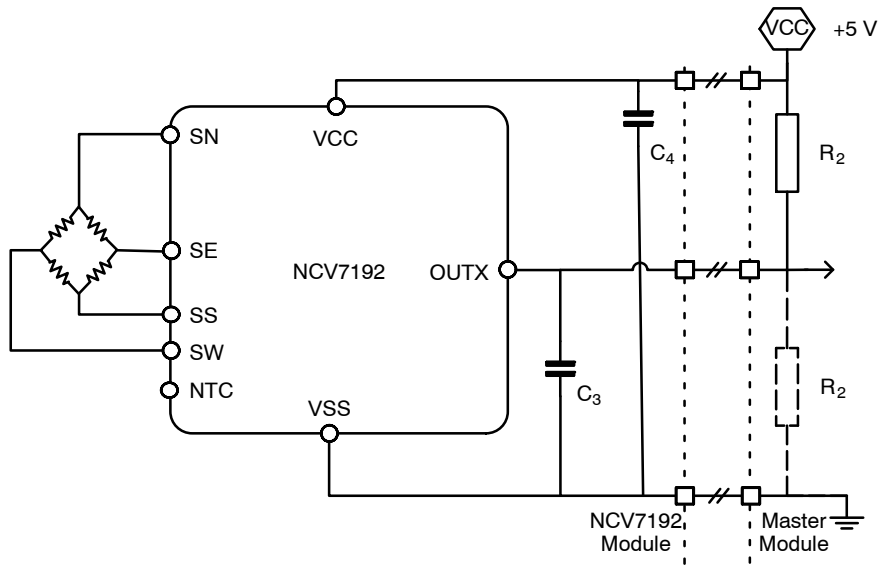 VCC
+5 V
SN
VCC
C4
R2
SE
NCV7192
OUTX
SS
SW
NTC
C3
R2
VSS
NCV7192
Module
Master
Module